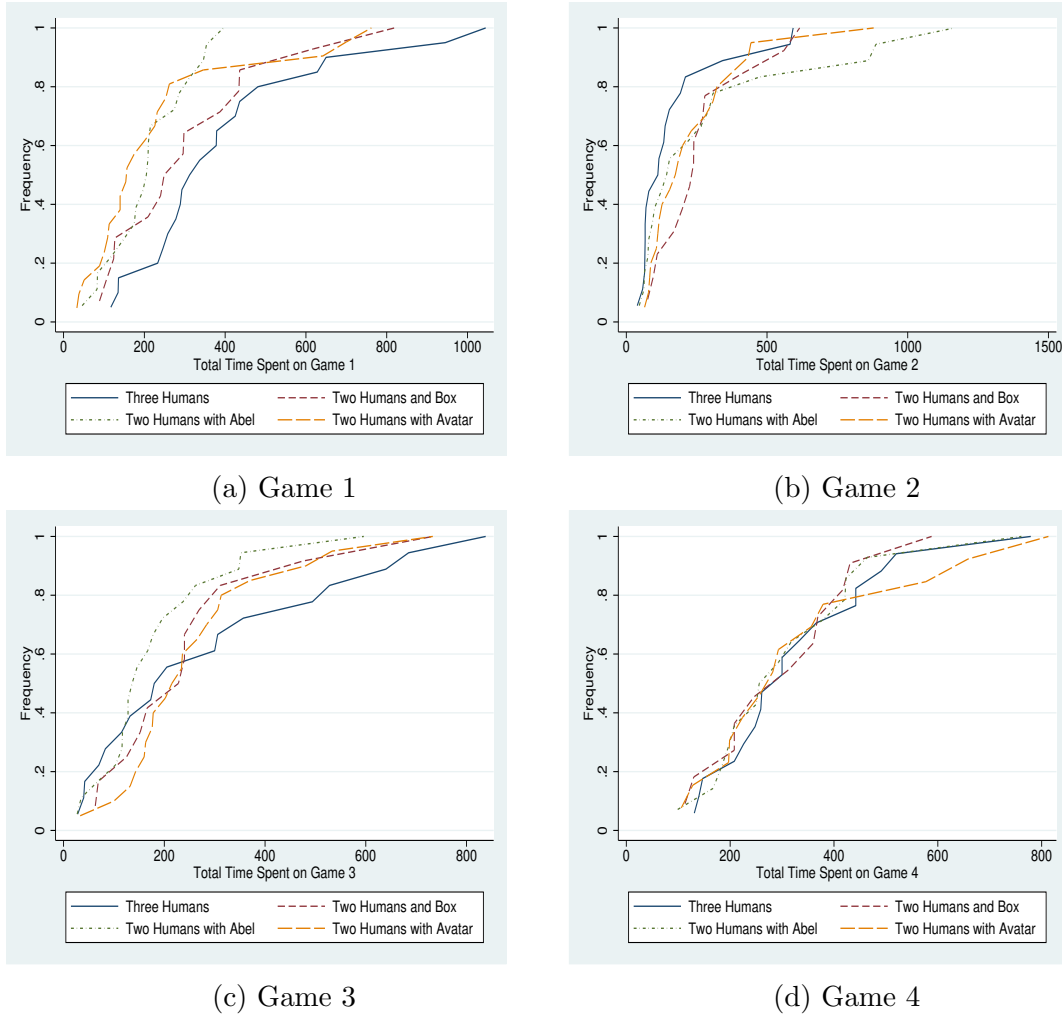 Frequency
0
.2
.4
.6
.8
1
0 200 400 600 800 1000
Total Time Spent on Game 1
Three Humans Two Humans and Box
Two Humans with Abel Two Humans with Avatar
(a) Game 1
Frequency
0
.2
.4
.6
.8
1
0 500 1000 1500
Total Time Spent on Game 2
Three Humans Two Humans and Box
Two Humans with Abel Two Humans with Avatar
(b) Game 2
Frequency
0
.2
.4
.6
.8
1
0 200 400 600 800
Total Time Spent on Game 3
Three Humans Two Humans and Box
Two Humans with Abel Two Humans with Avatar
(c) Game 3
Frequency
0
.2
.4
.6
.8
1
0 200 400 600 800
Total Time Spent on Game 4
Three Humans Two Humans and Box
Two Humans with Abel Two Humans with Avatar
(d) Game 4